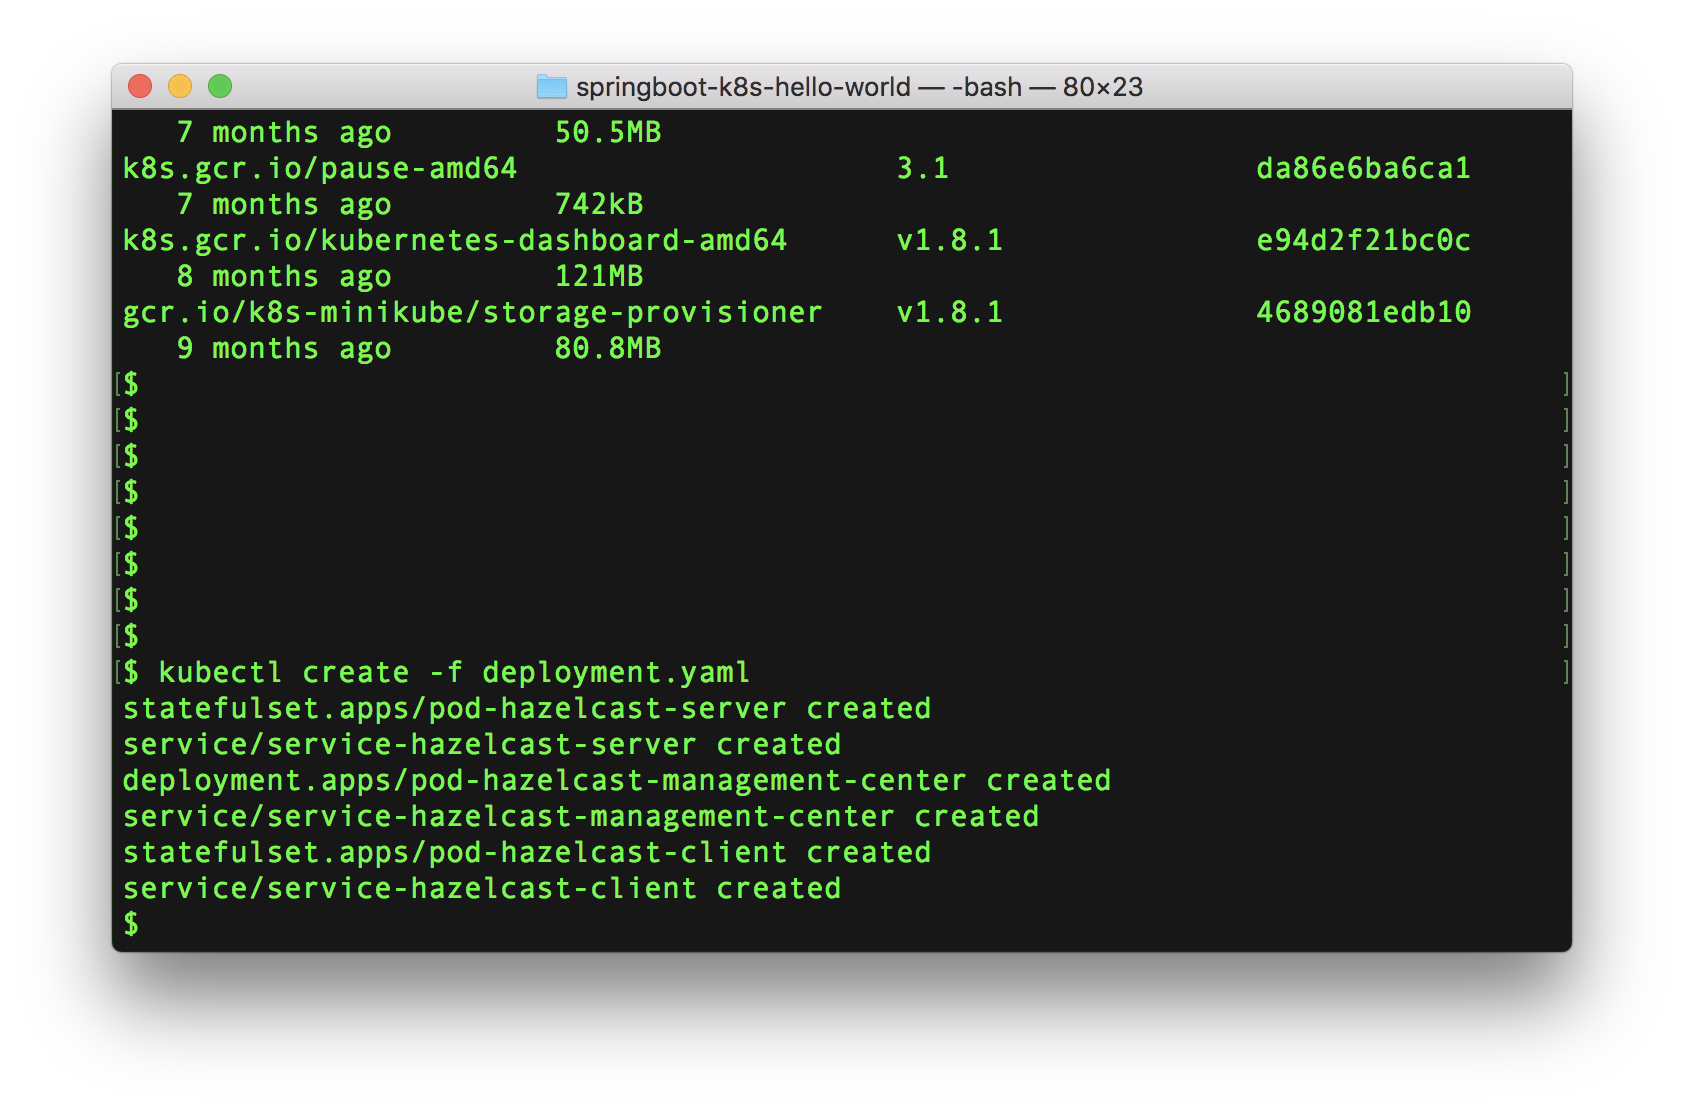 springboot-k8s-hello-world — -bash — 80×23
7 months ago 50.5MB
k8s.gcr.io/pause-amd64 3.1 da86e6ba6ca1
7 months ago 742kB
k8s.gcr.io/kubernetes-dashboard-amd64 v1.8.1 e94d2f21bc0c
8 months ago 121MB
gcr.io/k8s-minikube/storage-provisioner v1.8.1 4689081edb10
9 months ago 80.8MB
[$ ]
[$ ]
[$ ]
[$ ]
[$ ]
[$ ]
[$ ]
[$ ]
[$ kubectl create -f deployment.yaml ]
statefulset.apps/pod-hazelcast-server created
service/service-hazelcast-server created
deployment.apps/pod-hazelcast-management-center created
service/service-hazelcast-management-center created
statefulset.apps/pod-hazelcast-client created
service/service-hazelcast-client created
$